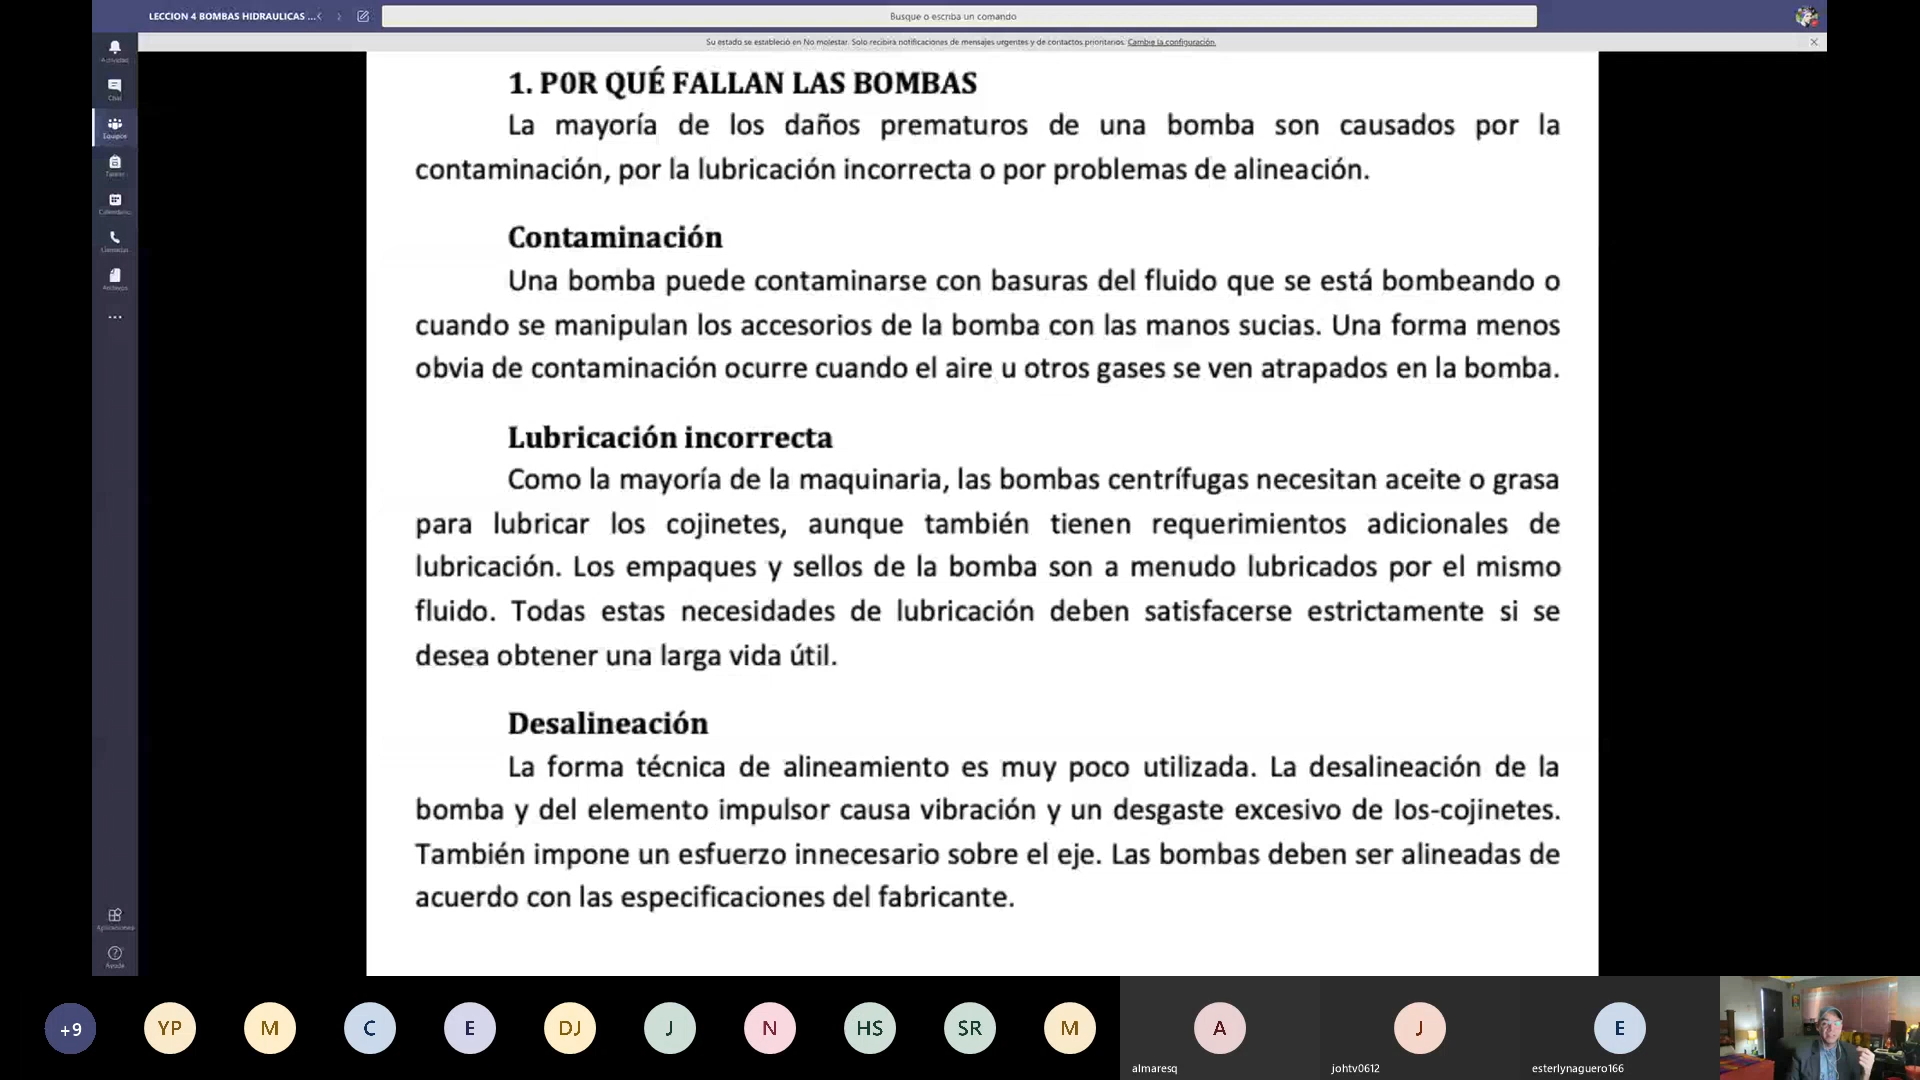 LECCION 4 BOMBAS HIDRAULICAS ...
Busque o escriba un comando
Su estado se estableció en No molestar. Solo recibirá notificaciones de mensajes urgentes y de contactos prioritarios. Cambie la configuración.
Actividad
Chat
Equipos
Tareas
Calendario
Llamadas
Archivos
...
1. P0R QUÉ FALLAN LAS BOMBAS
La mayoría de los daños prematuros de una bomba son causados por la
contaminación, por la lubricación incorrecta o por problemas de alineación.
Contaminación
Una bomba puede contaminarse con basuras del fluido que se está bombeando o
cuando se manipulan los accesorios de la bomba con las manos sucias. Una forma menos
obvia de contaminación ocurre cuando el aire u otros gases se ven atrapados en la bomba.
Lubricación incorrecta
Como la mayoría de la maquinaria, las bombas centrífugas necesitan aceite o grasa
para lubricar los cojinetes, aunque también tienen requerimientos adicionales de
lubricación. Los empaques y sellos de la bomba son a menudo lubricados por el mismo
fluido. Todas estas necesidades de lubricación deben satisfacerse estrictamente si se
desea obtener una larga vida útil.
Desalineación
La forma técnica de alineamiento es muy poco utilizada. La desalineación de la
bomba y del elemento impulsor causa vibración y un desgaste excesivo de los-cojinetes.
También impone un esfuerzo innecesario sobre el eje. Las bombas deben ser alineadas de
acuerdo con las especificaciones del fabricante.
Aplicaciones
Ayuda
+9 YP M C E DJ J N HS SR M A J E
almaresq johtv0612 esterlynaguero166